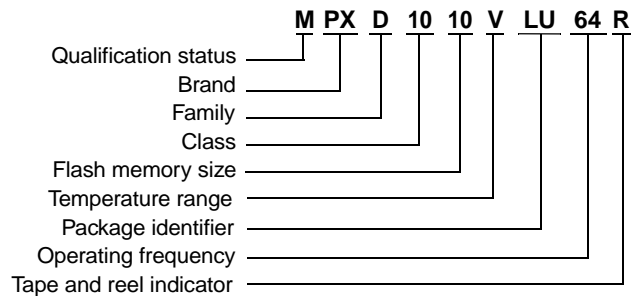 M PX D 10 10 V LU 64 R
Qualification status
Brand
Family
Class
Flash memory size
Temperature range
Package identifier
Operating frequency
Tape and reel indicator